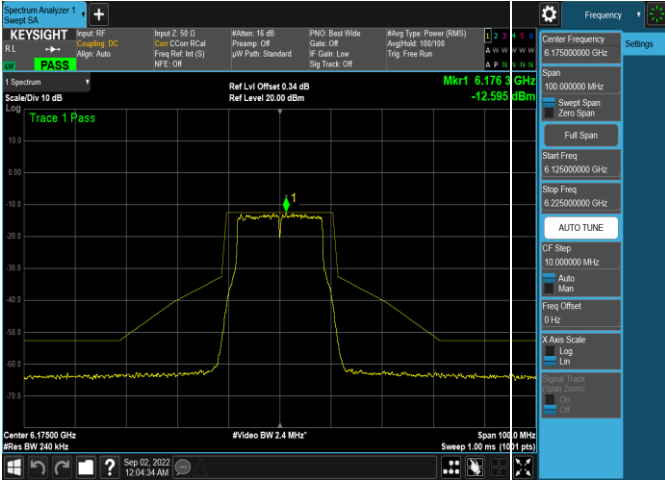 Spectrum Analyzer 1
Swept SA
+
Frequency
KEYSIGHT
RL
LW
PASS
Input: RF
Coupling: DC
Align: Auto
Input Z: 50 Ω
Corr CCorr RCal
Freq Ref: Int (S)
NFE: Off
#Atten: 16 dB
Preamp: Off
µW Path: Standard
PNO: Best Wide
Gate: Off
IF Gain: Low
Sig Track: Off
#Avg Type: Power (RMS)
Avg|Hold: 100/100
Trig: Free Run
1 2 3 4 5 6
A W W W W W
A P N N N N
1 Spectrum
Scale/Div 10 dB
Log
Ref Lvl Offset 0.34 dB
Ref Level 20.00 dBm
Mkr1 6.176 3 GHz
-12.595 dBm
Trace 1 Pass
1
10.0
0.00
-10.0
-20.0
-30.0
-40.0
-50.0
-60.0
-70.0
Center 6.17500 GHz
#Res BW 240 kHz
#Video BW 2.4 MHz*
Span 100.0 MHz
Sweep 1.00 ms (1001 pts)
Sep 02, 2022
12:04:34 AM
?
Center Frequency
6.175000000 GHz
Settings
Span
100.000000 MHz
Swept Span
Zero Span
Full Span
Start Freq
6.125000000 GHz
Stop Freq
6.225000000 GHz
AUTO TUNE
CF Step
10.000000 MHz
Auto
Man
Freq Offset
0 Hz
X Axis Scale
Log
Lin
Signal Track
(Span Zoom)
On
Off